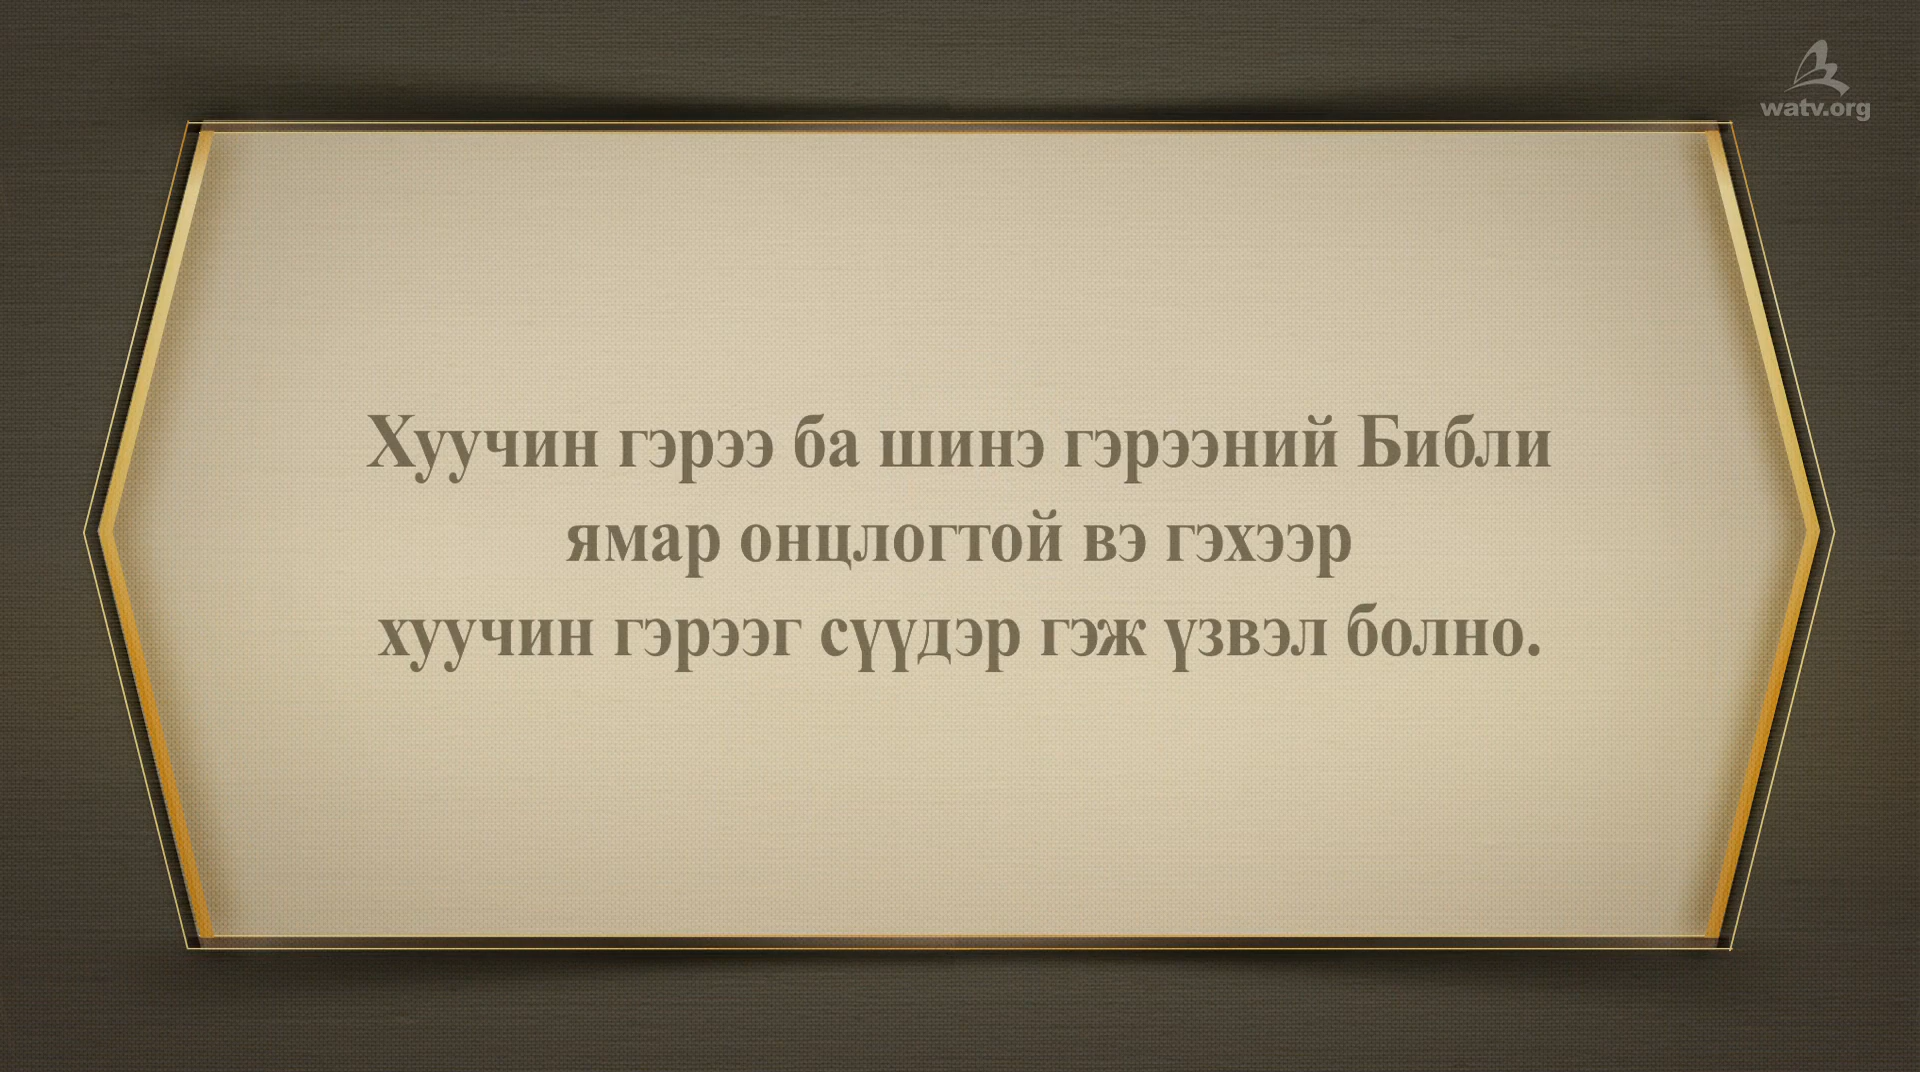 watv.org
Хуучин гэрээ ба шинэ гэрээний Библи
ямар онцлогтой вэ гэхээр
хуучин гэрээг сүүдэр гэж үзвэл болно.